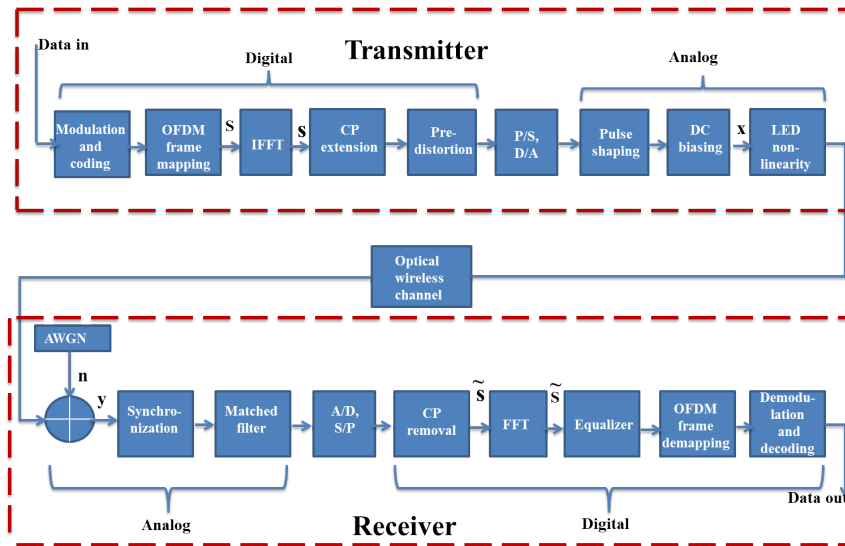 Data in
Transmitter
Digital
Analog
Modulation
and
coding
OFDM
frame
mapping
S
IFFT
s
CP
extension
Pre-
distortion
P/S,
D/A
Pulse
shaping
DC
biasing
x
LED
non-
linearity
Optical
wireless
channel
AWGN
n
y
Synchro-
nization
Matched
filter
A/D,
S/P
CP
removal
s̃
FFT
S̃
Equalizer
OFDM
frame
demapping
Demodu-
lation
and
decoding
Analog
Receiver
Digital
Data out